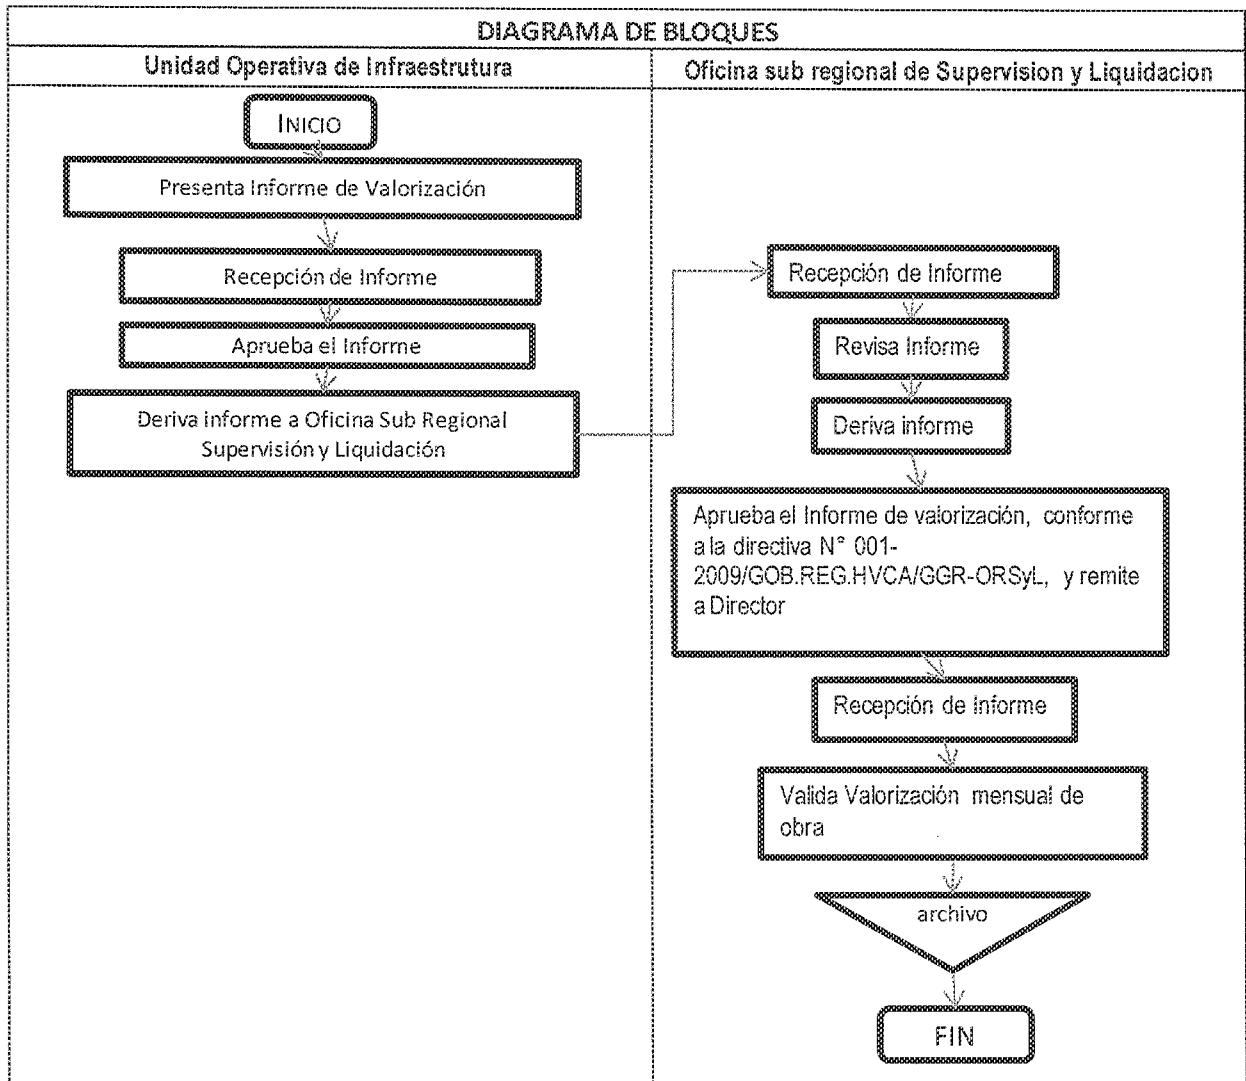 DIAGRAMA DE BLOQUES
Unidad Operativa de Infraestrutura
Oficina sub regional de Supervision y Liquidacion
INICIO
Presenta Informe de Valorización
Recepción de Informe
Aprueba el Informe
Deriva informe a Oficina Sub Regional
Supervisión y Liquidación
Recepción de Informe
Revisa Informe
Deriva informe
Aprueba el Informe de valorización, conforme
a la directiva N° 001-
2009/GOB.REG.HVCA/GGR-ORSyL, y remite
a Director
Recepción de Informe
Valida Valorización mensual de
obra
archivo
FIN